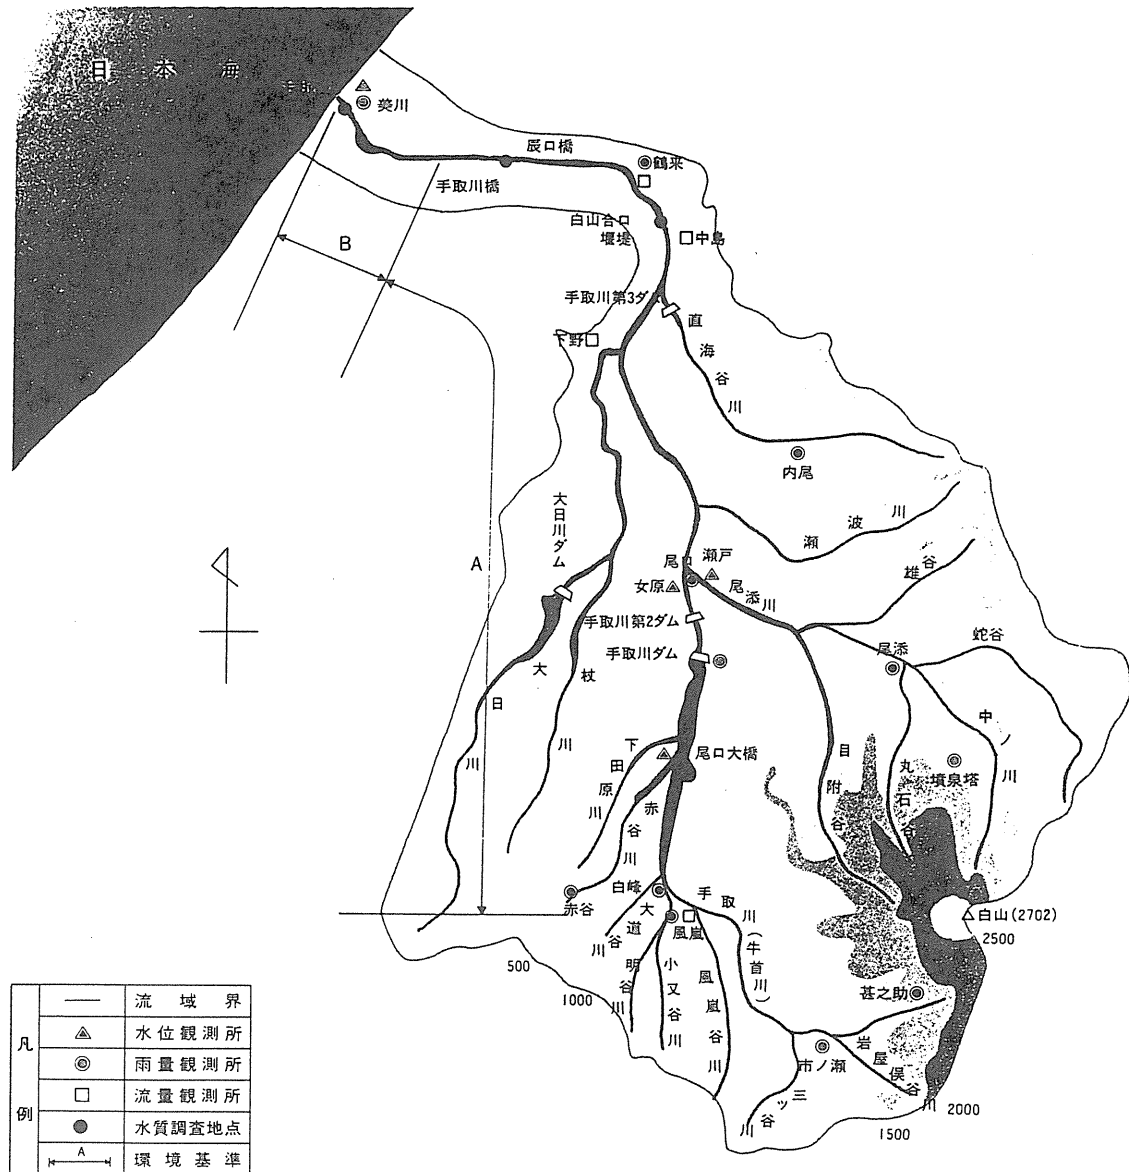 日本海
美川
辰口橋
鶴来
手取川橋
白山合口
堰堤
中島
B
手取川第3ダム
直海谷川
下野
内尾
大日川ダム
瀬波川
A
尾口
瀬戸
雄谷
女原
尾添川
手取川第2ダム
蛇谷
尾添
手取川ダム
大日川
杖川
中ノ川
下田原川
尾口大橋
目附谷
丸石谷
墳泉塔
赤谷川
白峰
手取川(牛首川)
赤谷
大道谷川
風嵐
白山(2702)
2500
500
明谷川
小又谷川
風嵐谷川
1000
甚之助
市ノ瀬
岩屋俣谷川
三ツ谷川
2000
1500
凡例
流域界
水位観測所
雨量観測所
流量観測所
水質調査地点
A
環境基準